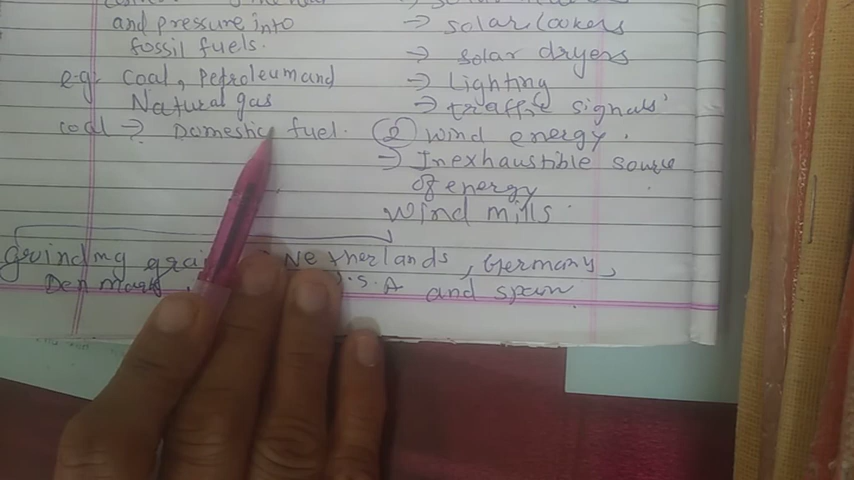 and pressure into
fossil fuels.
e.g. coal, Petroleum and
Natural gas
coal → Domestic fuel.
→ solar cookers
→ solar dryers
→ Lighting
→ traffic signals
② wind energy.
→ Inexhaustible source
of energy
Wind mills
Grinding Netherlands, Germany,
Denmark, U.S.A and spain